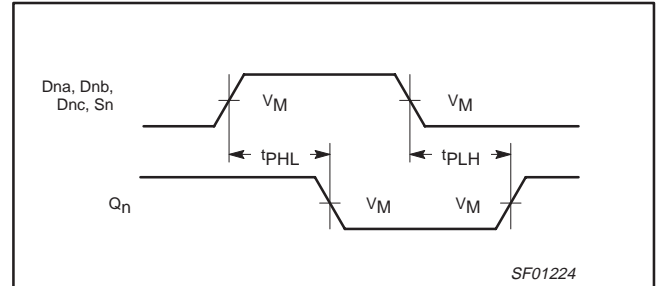 Dna, Dnb,
Dnc, Sn
VM
VM
tPHL
tPLH
Qn
VM
VM
SF01224